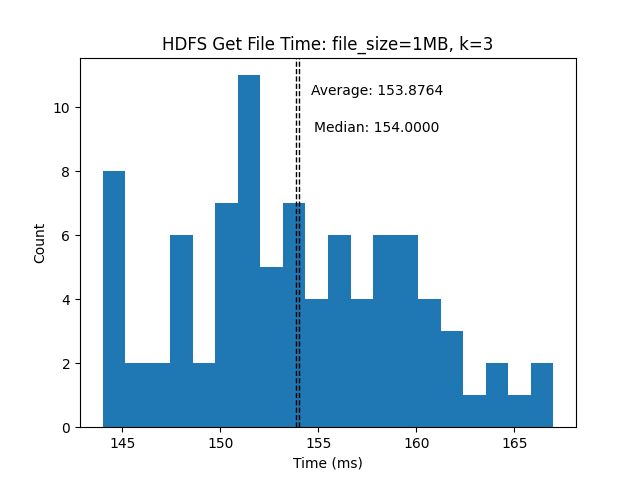 HDFS Get File Time: file_size=1MB, k=3
Average: 153.8764
Median: 154.0000
Count
10
8
6
4
2
0
145 150 155 160 165
Time (ms)